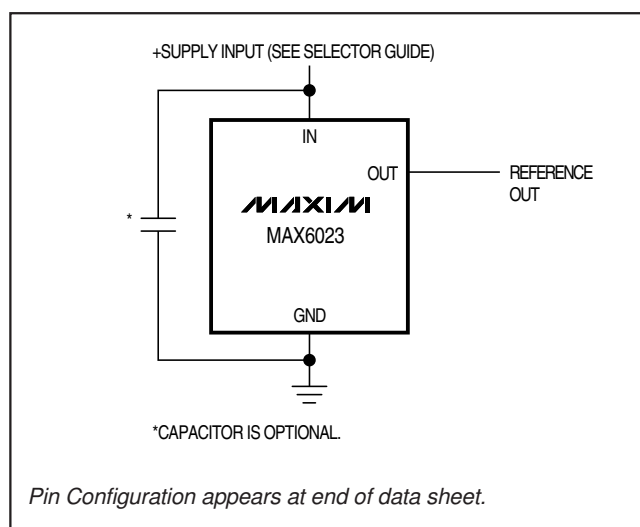 +SUPPLY INPUT (SEE SELECTOR GUIDE)
IN
OUT
REFERENCE
OUT
MAXIM
MAX6023
*
GND
*CAPACITOR IS OPTIONAL.
Pin Configuration appears at end of data sheet.